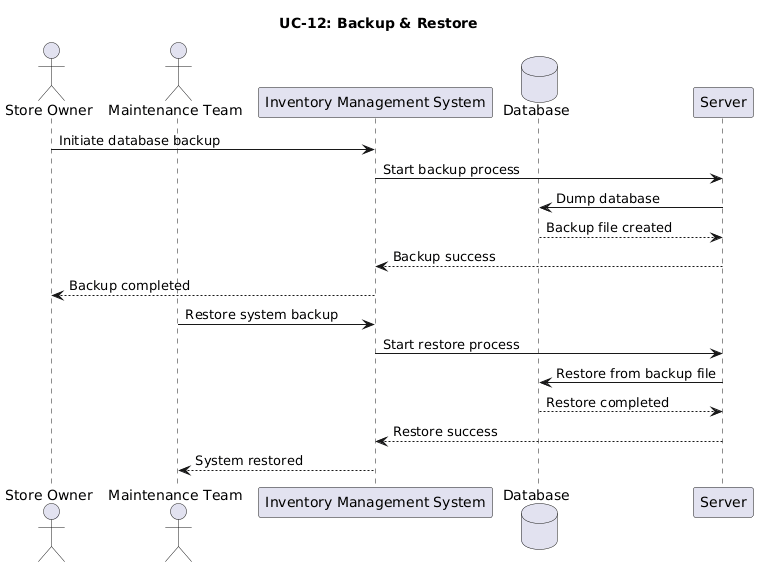 UC-12: Backup & Restore
Store Owner
Maintenance Team
Inventory Management System
Database
Server
Initiate database backup
Start backup process
Dump database
Backup file created
Backup success
Backup completed
Restore system backup
Start restore process
Restore from backup file
Restore completed
Restore success
System restored
Store Owner
Maintenance Team
Inventory Management System
Database
Server